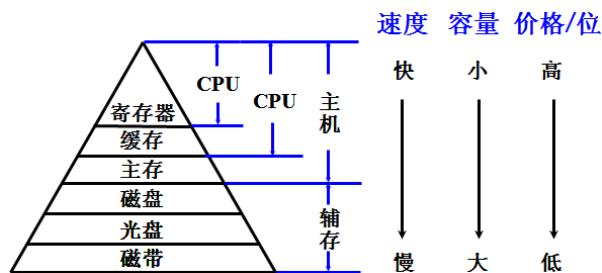 速度 容量 价格/位
快 小 高
CPU
CPU
主机
寄存器
缓存
主存
磁盘
光盘
磁带
辅存
慢 大 低